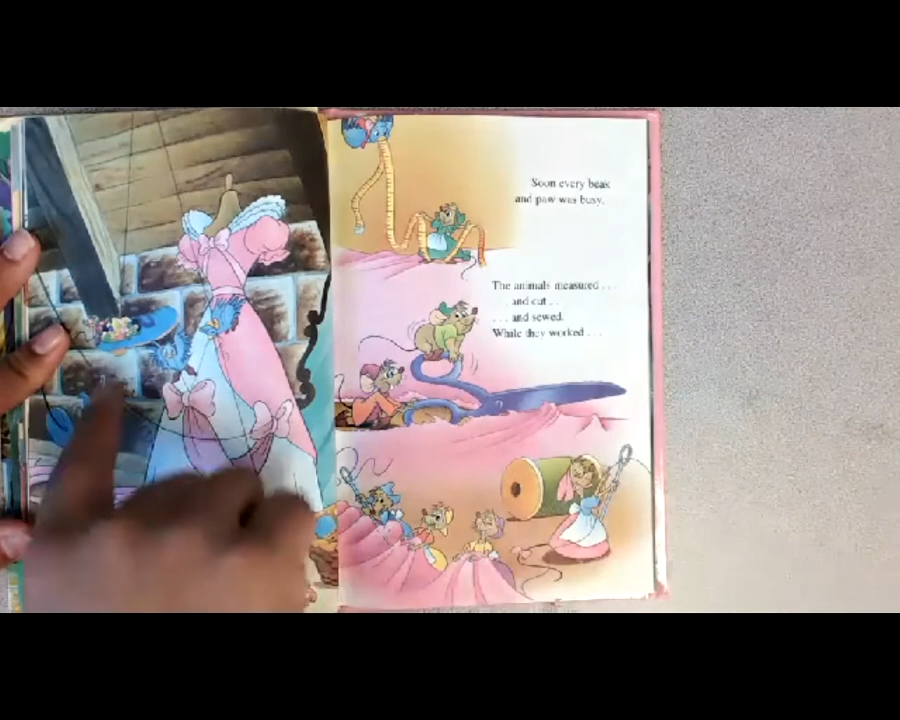 Soon every beak
and paw was busy.
The animals measured . . .
. . and cut . .
. . . and sewed.
While they worked . . .